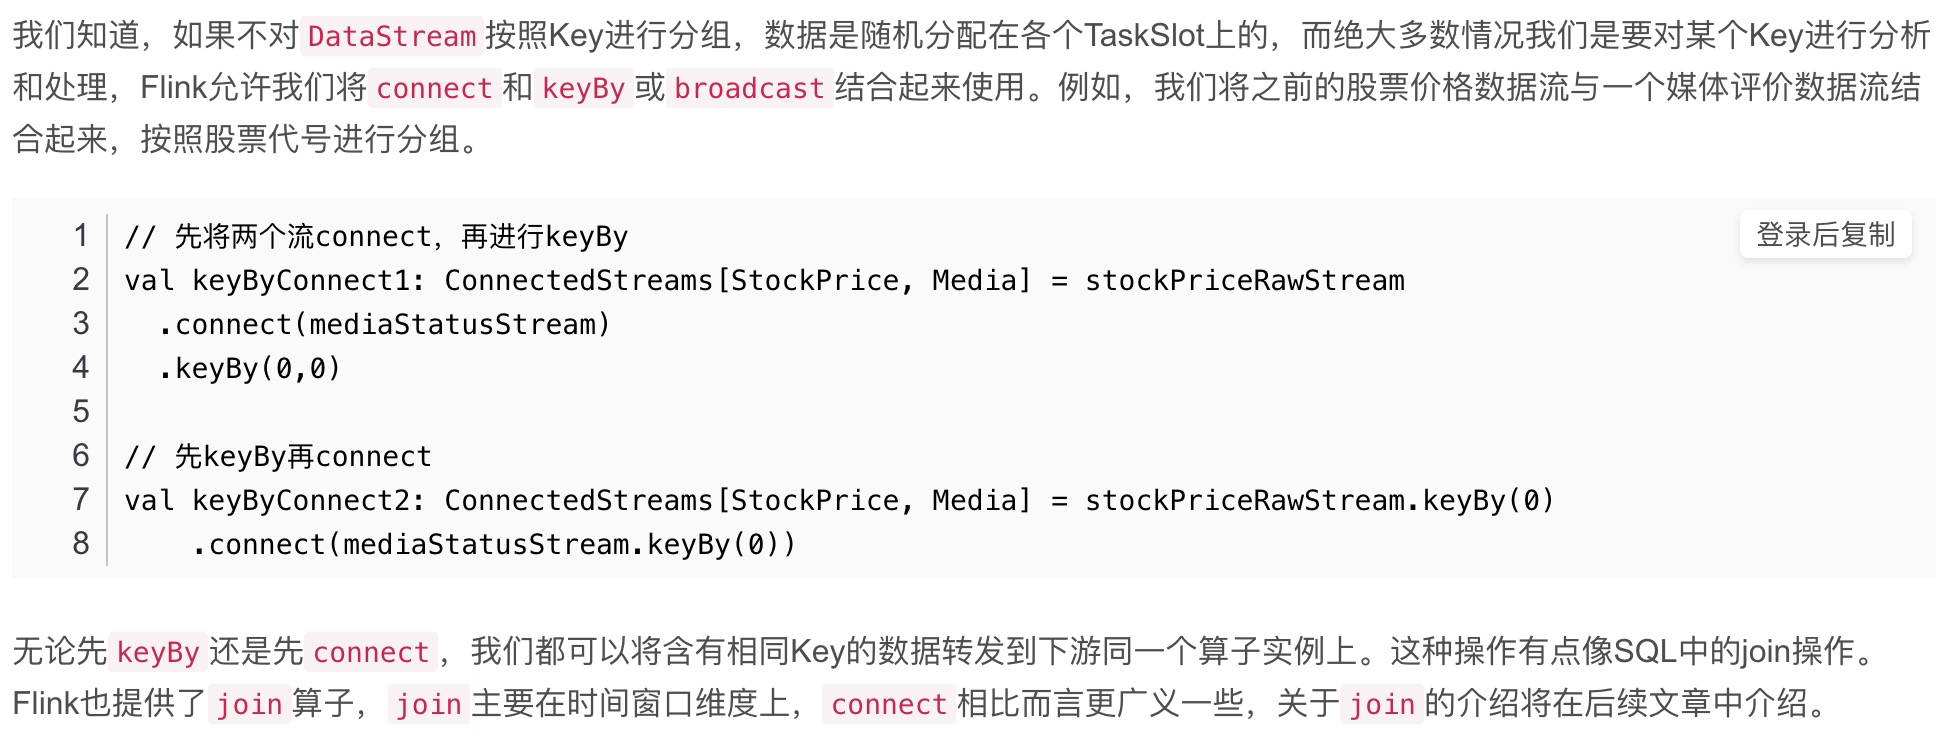 我们知道，如果不对DataStream按照Key进行分组，数据是随机分配在各个TaskSlot上的，而绝大多数情况我们是要对某个Key进行分析
和处理，Flink允许我们将connect和keyBy或broadcast结合起来使用。例如，我们将之前的股票价格数据流与一个媒体评价数据流结
合起来，按照股票代号进行分组。
登录后复制
1 // 先将两个流connect，再进行keyBy
2 val keyByConnect1: ConnectedStreams[StockPrice, Media] = stockPriceRawStream
3   .connect(mediaStatusStream)
4   .keyBy(0,0)
5
6 // 先keyBy再connect
7 val keyByConnect2: ConnectedStreams[StockPrice, Media] = stockPriceRawStream.keyBy(0)
8     .connect(mediaStatusStream.keyBy(0))
无论先keyBy还是先connect，我们都可以将含有相同Key的数据转发到下游同一个算子实例上。这种操作有点像SQL中的join操作。
Flink也提供了join算子，join主要在时间窗口维度上，connect相比而言更广义一些，关于join的介绍将在后续文章中介绍。